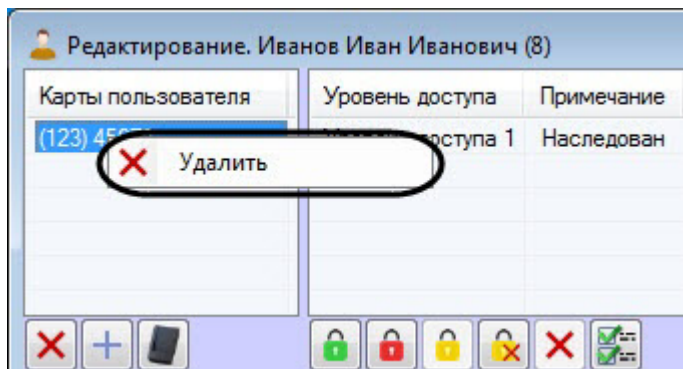 Редактирование. Иванов Иван Иванович (8)
Карты пользователя
Уровень доступа Примечание
(123)
доступа 1 Наследован
Удалить